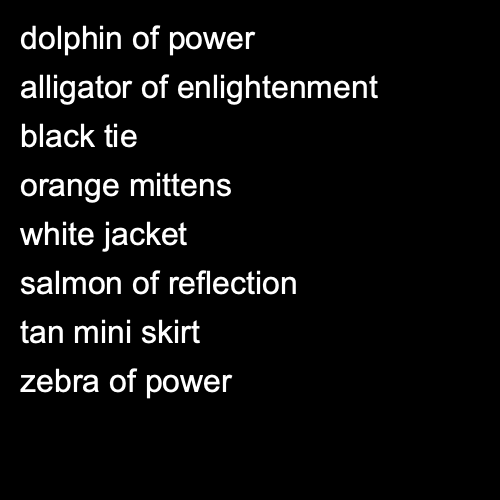 dolphin of power
alligator of enlightenment
black tie
orange mittens
white jacket
salmon of reflection
tan mini skirt
zebra of power